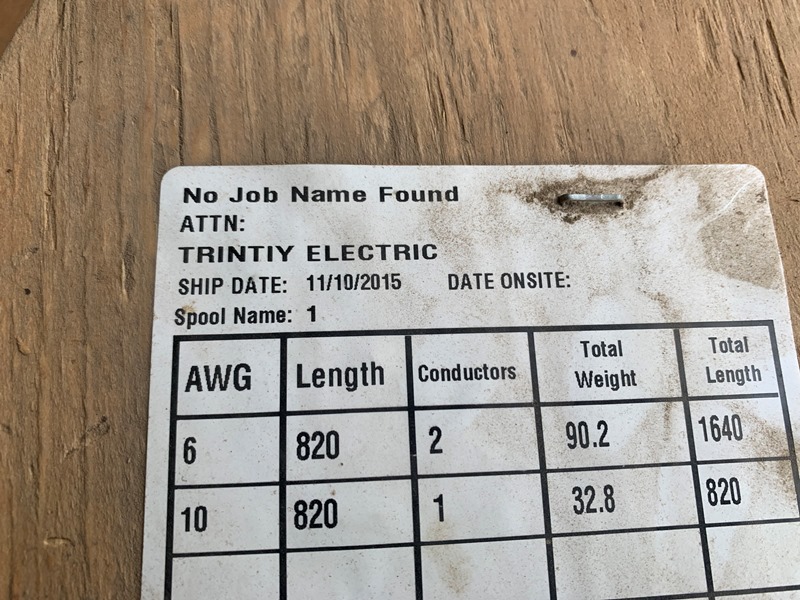 No Job Name Found
ATTN:
TRINTIY ELECTRIC
SHIP DATE: 11/10/2015 DATE ONSITE:
Spool Name: 1
AWG Length Conductors Total Weight Total Length
6 820 2 90.2 1640
10 820 1 32.8 820